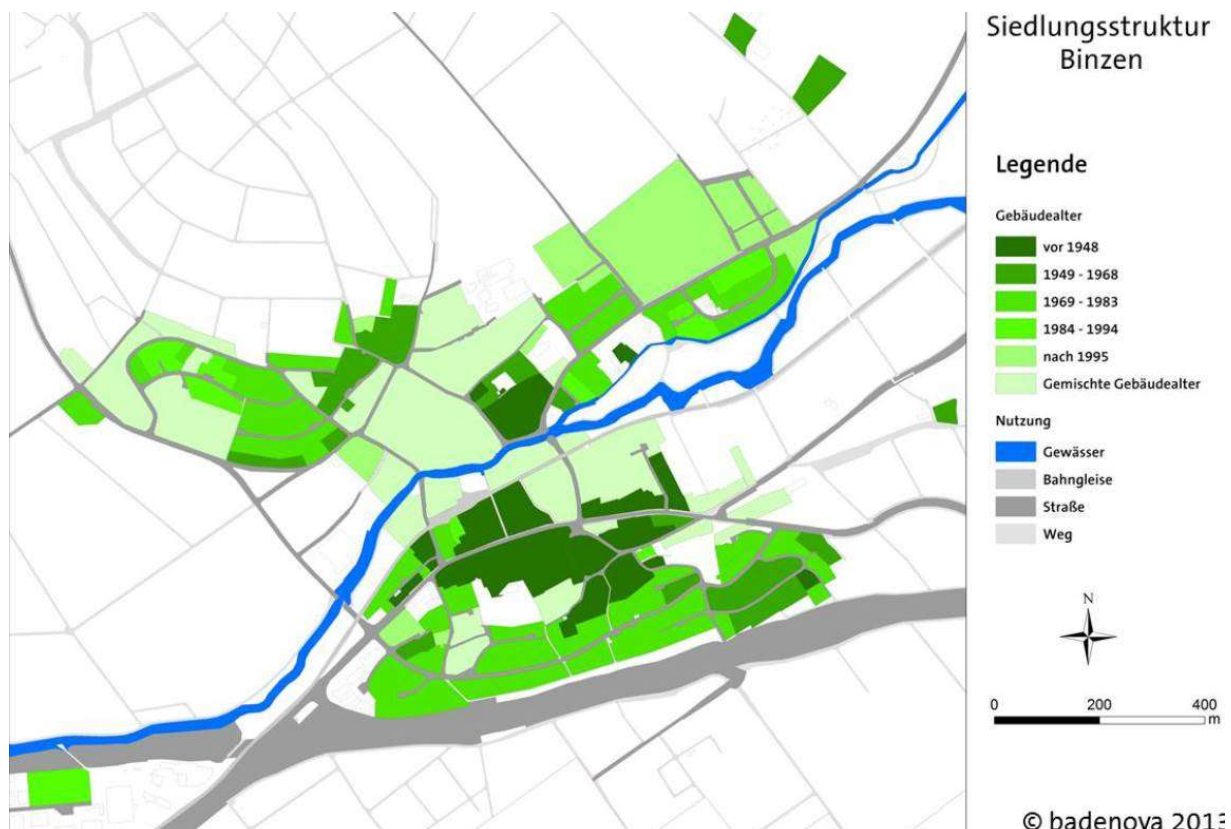 Siedlungsstruktur
Binzen
Legende
Gebäudealter
vor 1948
1949 - 1968
1969 - 1983
1984 - 1994
nach 1995
Gemischte Gebäudealter
Nutzung
Gewässer
Bahngleise
Straße
Weg
N
0 200 400
m
© badenova 2013